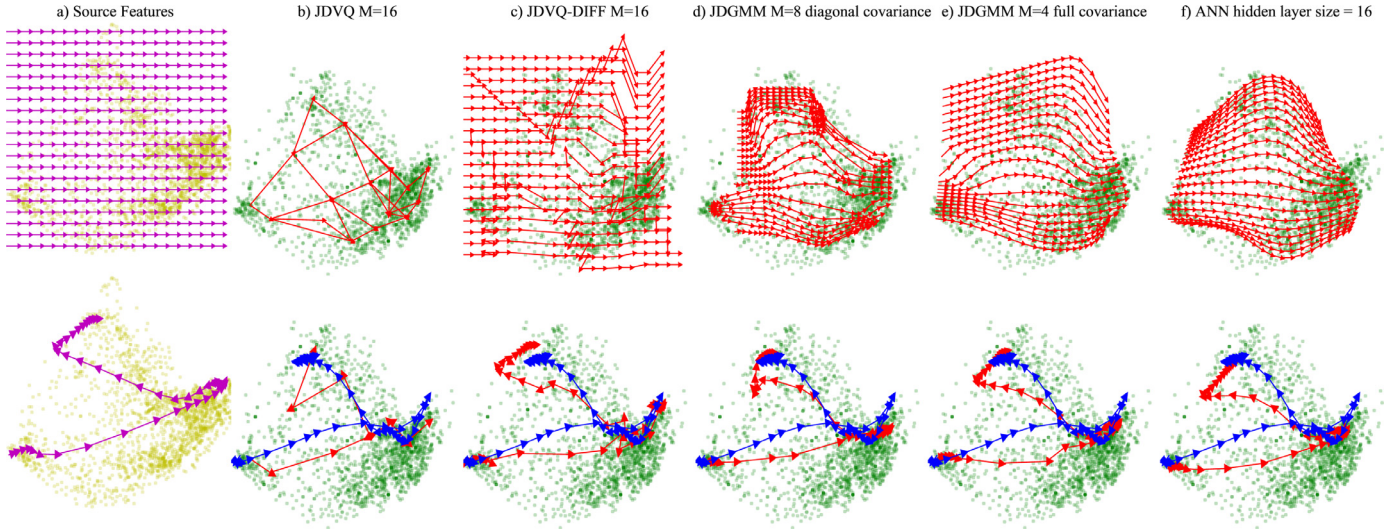 a) Source Features
b) JDVQ M=16
c) JDVQ-DIFF M=16
d) JDGMM M=8 diagonal covariance
e) JDGMM M=4 full covariance
f) ANN hidden layer size = 16